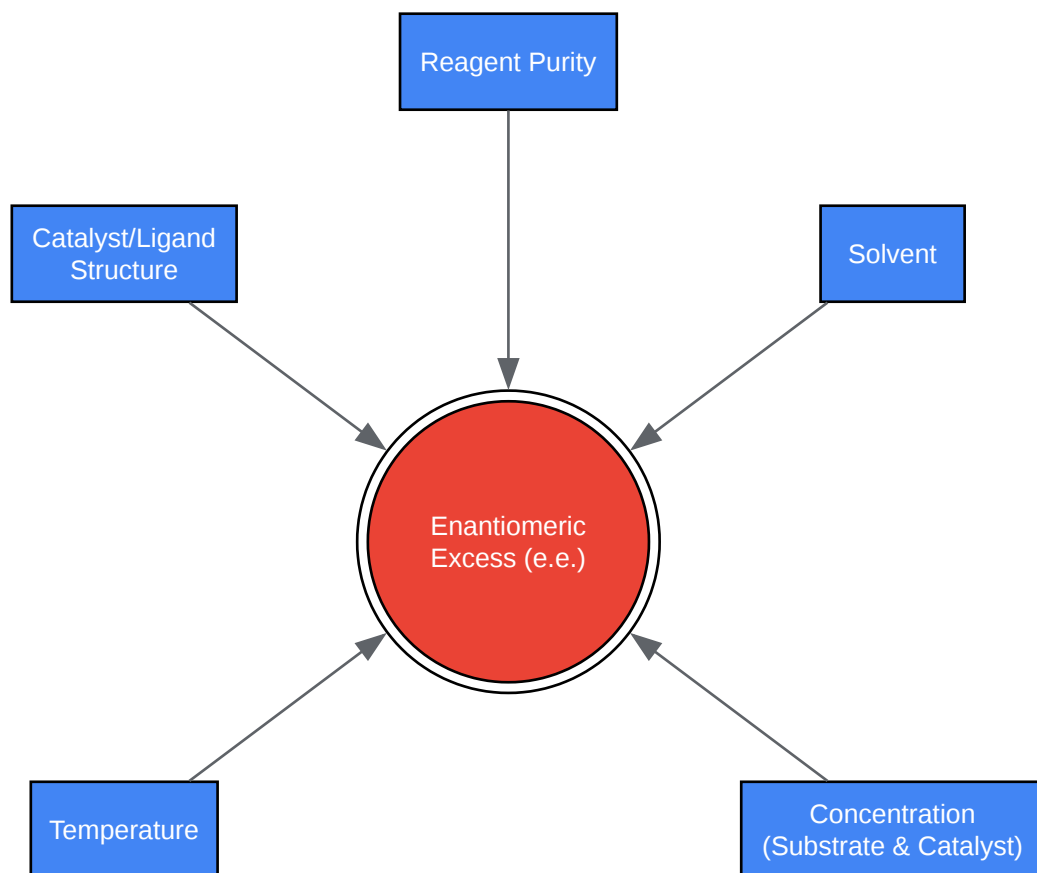 Reagent Purity
Catalyst/Ligand
Structure
Solvent
Enantiomeric
Excess (e.e.)
Temperature
Concentration
(Substrate & Catalyst)